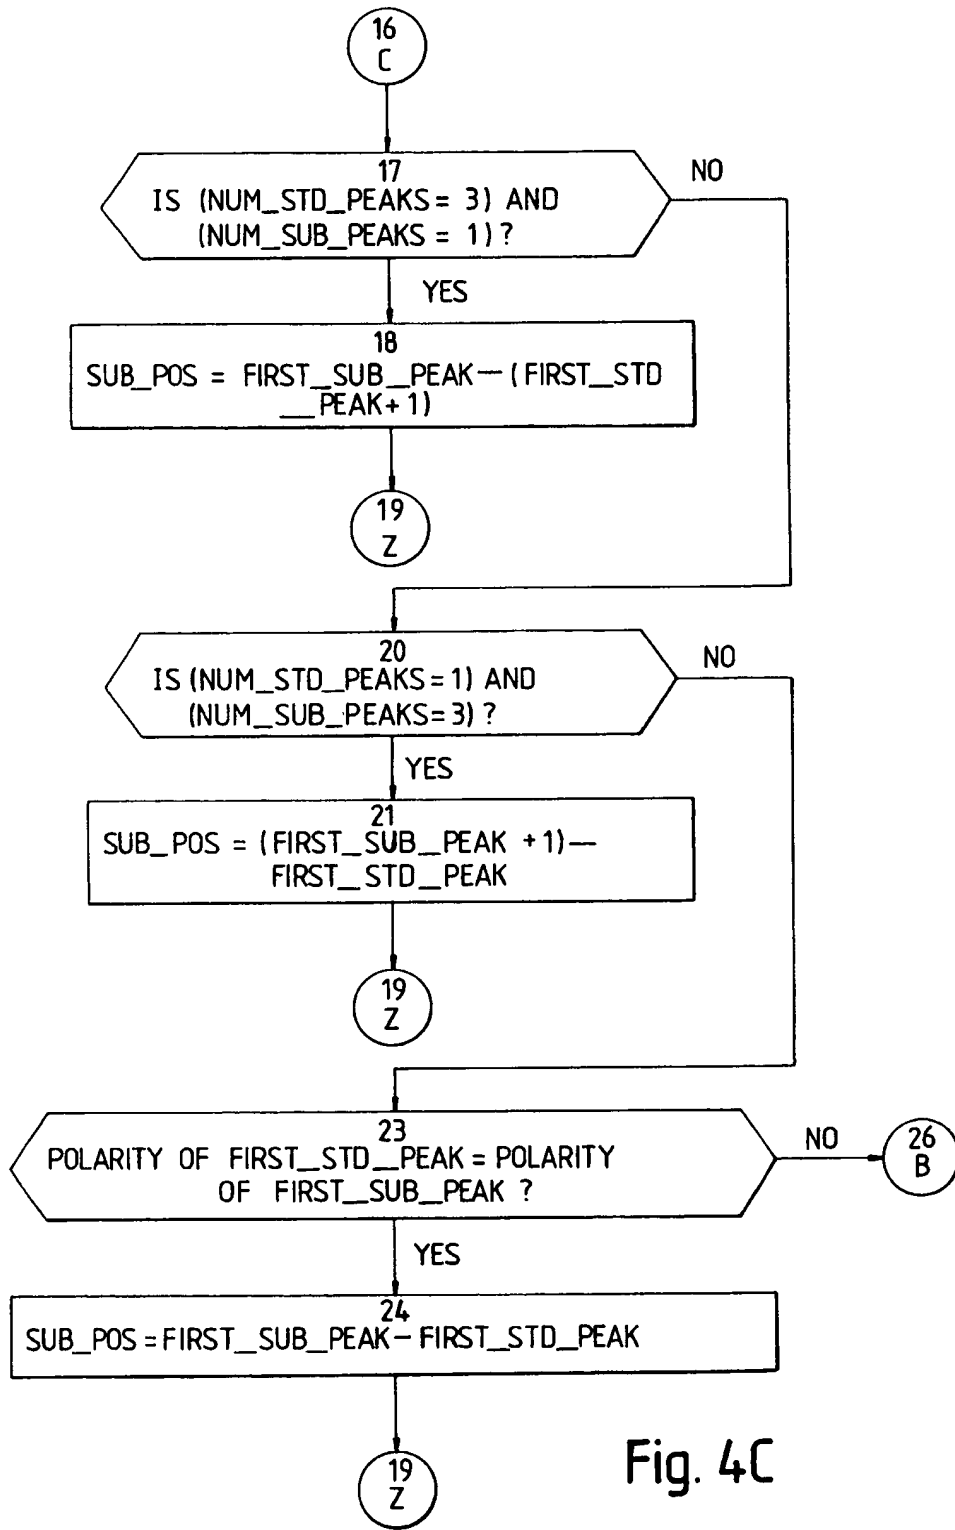 16
C
17
NO
IS (NUM_STD_PEAKS = 3) AND
(NUM_SUB_PEAKS = 1) ?
YES
18
SUB_POS = FIRST_SUB_PEAK — (FIRST_STD
_PEAK+1)
19
Z
20
NO
IS (NUM_STD_PEAKS=1) AND
(NUM_SUB_PEAKS=3) ?
YES
21
SUB_POS = (FIRST_SUB_PEAK +1)—
FIRST_STD_PEAK
19
Z
23
NO
26
B
POLARITY OF FIRST_STD_PEAK = POLARITY
OF FIRST_SUB_PEAK ?
YES
24
SUB_POS = FIRST_SUB_PEAK — FIRST_STD_PEAK
19
Z
Fig. 4C